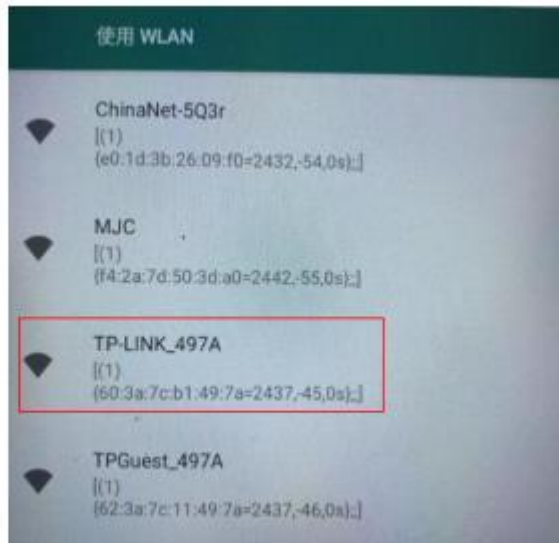 使用 WLAN
ChinaNet-5Q3r
[(1)
{e0:1d:3b:26:09:f0=2432,-54,0s};;]
MJC
[(1)
{f4:2a:7d:50:3d:a0=2442,-55,0s};;]
TP-LINK_497A
[(1)
{60:3a:7c:b1:49:7a=2437,-45,0s};;]
TPGuest_497A
[(1)
{62:3a:7c:11:49:7a=2437,-46,0s};;]